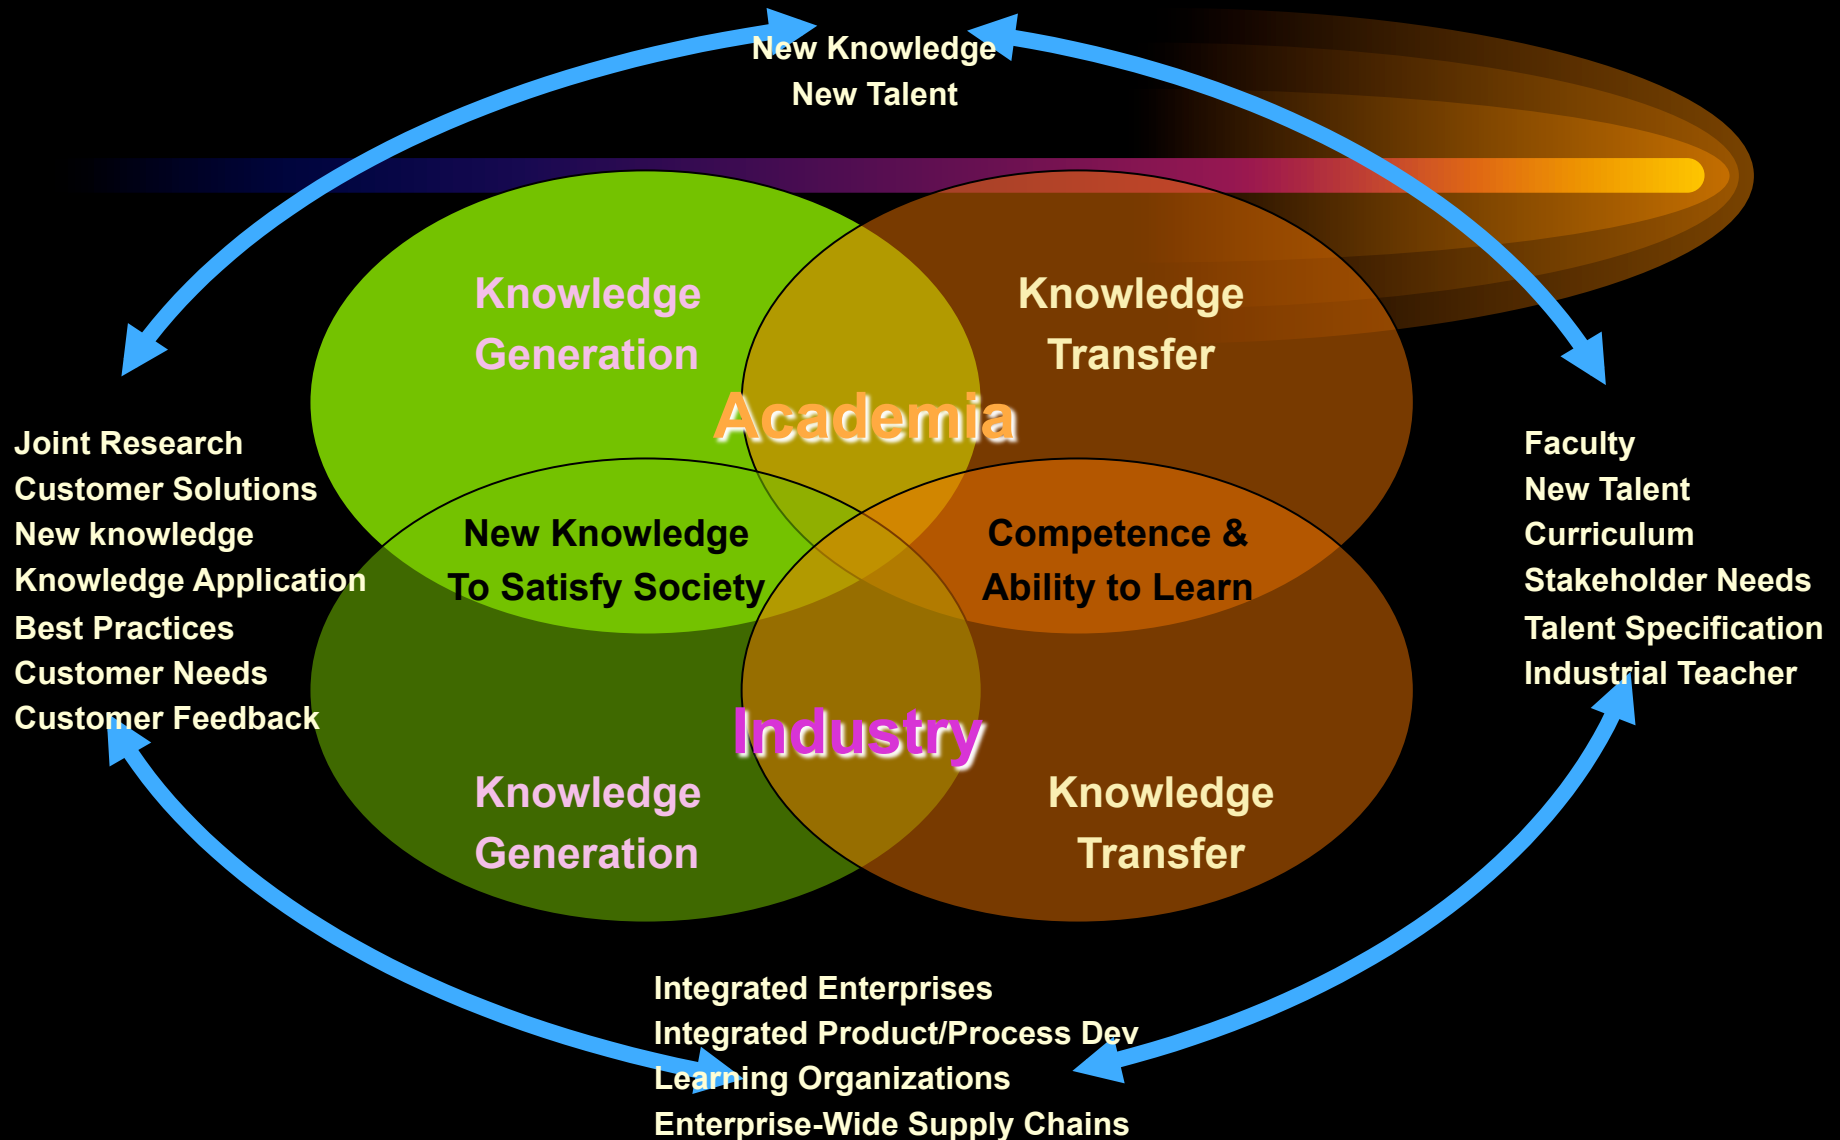 New Knowledge
New Talent
Knowledge
Generation
Knowledge
Transfer
Academia
Joint Research
Customer Solutions
New knowledge
Knowledge Application
Best Practices
Customer Needs
Customer Feedback
New Knowledge
To Satisfy Society
Competence &
Ability to Learn
Faculty
New Talent
Curriculum
Stakeholder Needs
Talent Specification
Industrial Teacher
Industry
Knowledge
Generation
Knowledge
Transfer
Integrated Enterprises
Integrated Product/Process Dev
Learning Organizations
Enterprise-Wide Supply Chains